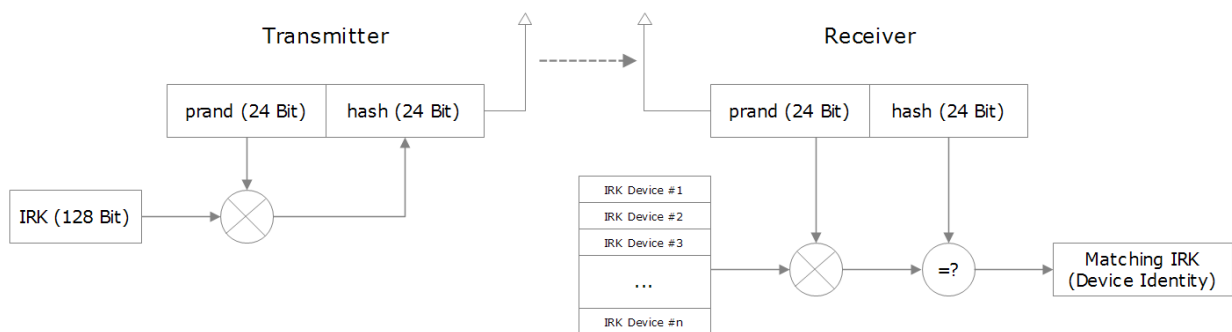 Transmitter
Receiver
prand (24 Bit)
hash (24 Bit)
prand (24 Bit)
hash (24 Bit)
IRK (128 Bit)
IRK Device #1
IRK Device #2
IRK Device #3
...
IRK Device #n
=?
Matching IRK
(Device Identity)